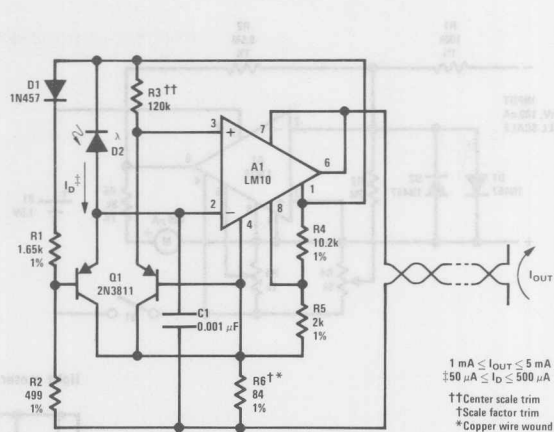 D1
1N457
R3 ††
120k
λ
D2
I_D ‡
3
+
7
A1
LM10
6
1
2
−
4
8
R1
1.65k
1%
Q1
2N3811
C1
0.001 μF
R4
10.2k
1%
R5
2k
1%
R2
499
1%
R6 †*
84
1%
I_OUT
1 mA ≤ I_OUT ≤ 5 mA
‡50 μA ≤ I_D ≤ 500 μA
††Center scale trim
†Scale factor trim
*Copper wire wound